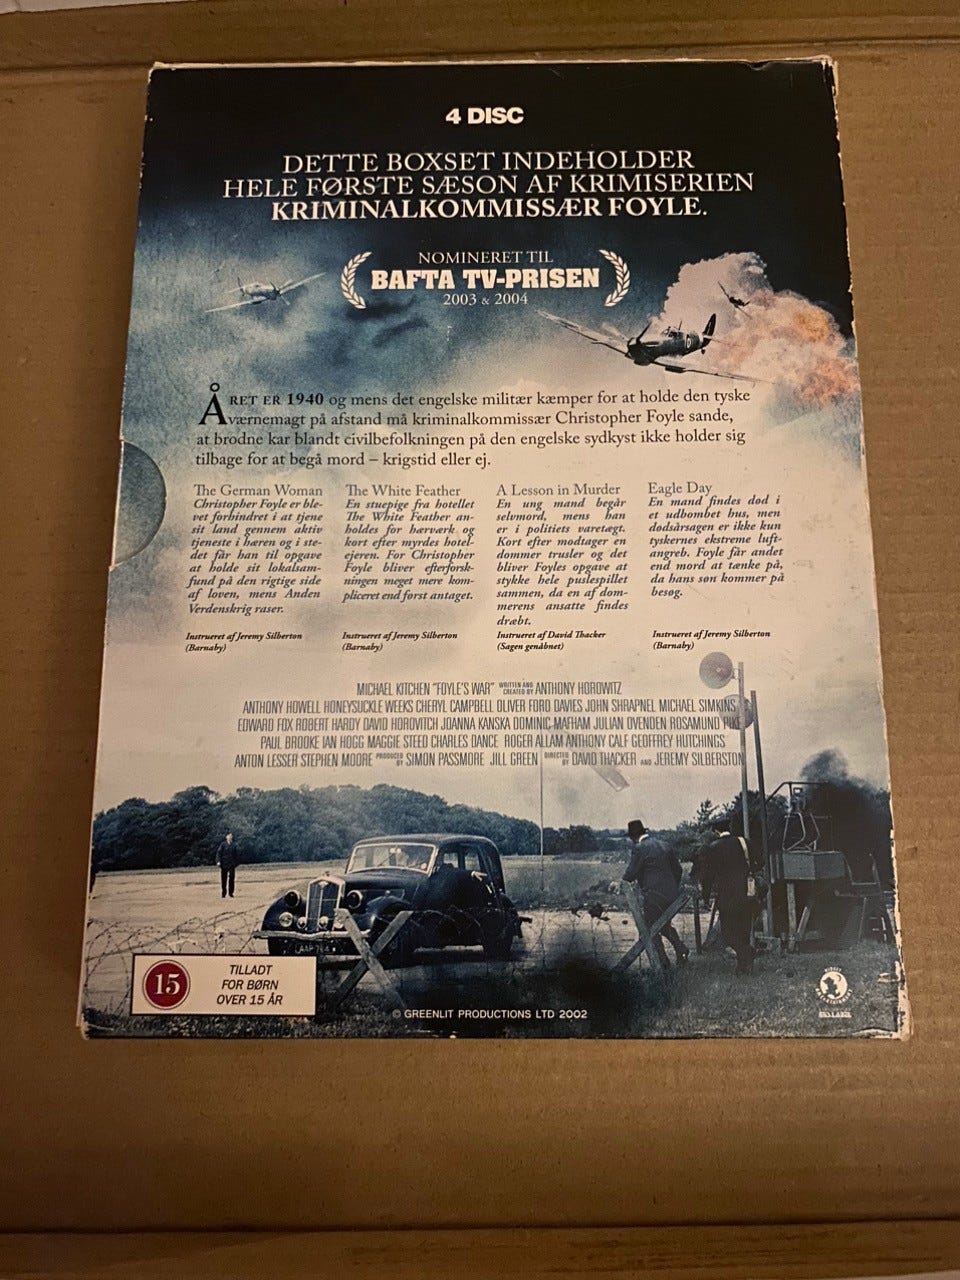 4 DISC
DETTE BOXSET INDEHOLDER
HELE FØRSTE SÆSON AF KRIMISERIEN
KRIMINALKOMMISSÆR FOYLE.
NOMINERET TIL
BAFTA TV-PRISEN
2003 & 2004
ÅRET ER 1940 og mens det engelske militær kæmper for at holde den tyske
værnemagt på afstand må kriminalkommissær Christopher Foyle sande,
at brodne kar blandt civilbefolkningen på den engelske sydkyst ikke holder sig
tilbage for at begå mord – krigstid eller ej.
The German Woman
Christopher Foyle er ble-
vet forhindret i at tjene
sit land gennem aktiv
tjeneste i hæren og i ste-
det får han til opgave
at holde sit lokalsam-
fund på den rigtige side
af loven, mens Anden
Verdenskrig raser.
Instrueret af Jeremy Silberton
(Barnaby)
The White Feather
En stuepige fra hotellet
The White Feather an-
holdes for hærværk og
kort efter myrdes hotel-
ejeren. For Christopher
Foyle bliver efterforsk-
ningen meget mere kom-
pliceret end først antaget.
Instrueret af Jeremy Silberton
(Barnaby)
A Lesson in Murder
En ung mand begår
selvmord, mens han
er i politiets varetægt.
Kort efter modtager en
dommer trusler og det
bliver Foyles opgave at
stykke hele puslespillet
sammen, da en af dom-
merens ansatte findes
dræbt.
Instrueret af David Thacker
(Sagen genåbnet)
Eagle Day
En mand findes død i
et udbombet hus, men
dødsårsagen er ikke kun
tyskernes ekstreme luft-
angreb. Foyle får andet
end mord at tænke på,
da hans søn kommer på
besøg.
Instrueret af Jeremy Silberton
(Barnaby)
MICHAEL KITCHEN "FOYLE'S WAR" WRITTEN AND CREATED BY ANTHONY HOROWITZ
ANTHONY HOWELL HONEYSUCKLE WEEKS CHERYL CAMPBELL OLIVER FORD DAVIES JOHN SHRAPNEL MICHAEL SIMKINS
EDWARD FOX ROBERT HARDY DAVID HOROVITCH JOANNA KANSKA DOMINIC MAFHAM JULIAN OVENDEN ROSAMUND PIKE
PAUL BROOKE IAN HOGG MAGGIE STEED CHARLES DANCE ROGER ALLAM ANTHONY CALF GEOFFREY HUTCHINGS
ANTON LESSER STEPHEN MOORE PRODUCED BY SIMON PASSMORE JILL GREEN DIRECTED BY DAVID THACKER AND JEREMY SILBERSTON
15
TILLADT
FOR BØRN
OVER 15 ÅR
© GREENLIT PRODUCTIONS LTD 2002